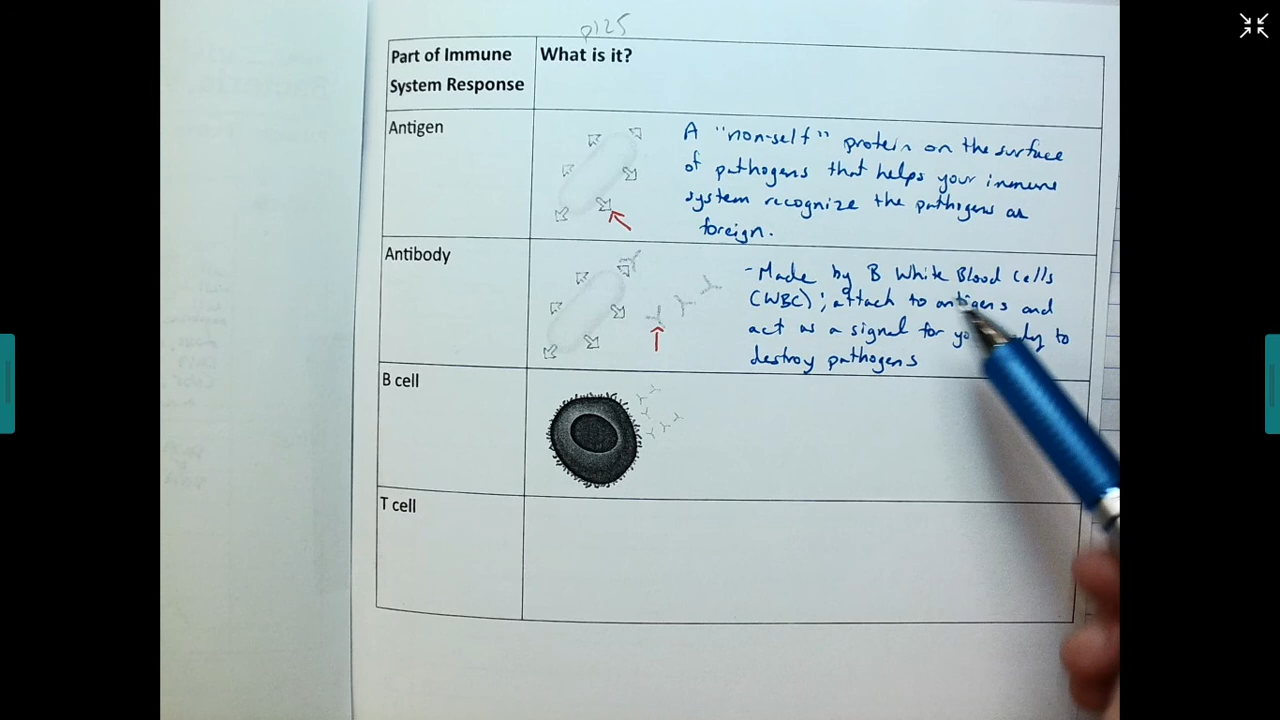 p125
Part of Immune
System Response
What is it?
Antigen
A "non-self" protein on the surface
of pathogens that helps your immune
system recognize the pathogens as
foreign.
Antibody
- Made by B White Blood Cells
(WBC); attach to antigens and
act as a signal for to
destroy pathogens
B cell
T cell